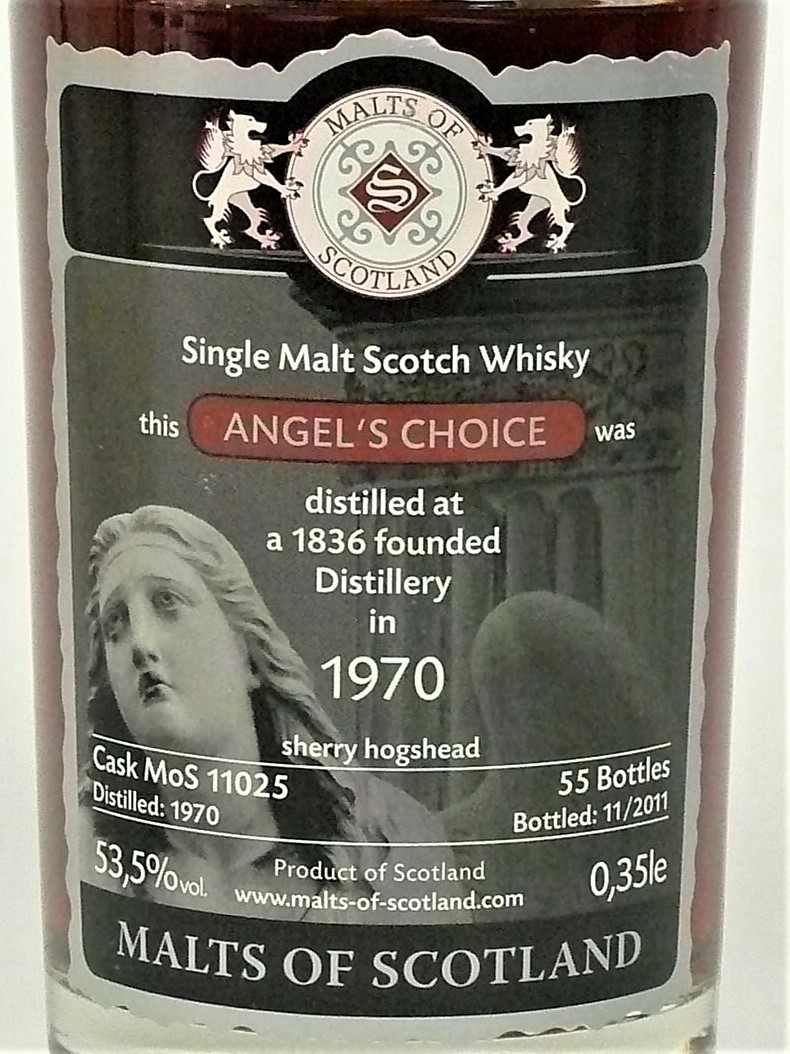 MALTS OF
S
SCOTLAND
Single Malt Scotch Whisky
this ANGEL'S CHOICE was
distilled at
a 1836 founded
Distillery
in
1970
sherry hogshead
Cask MoS 11025
Distilled: 1970
55 Bottles
Bottled: 11/2011
53,5%vol.
Product of Scotland
www.malts-of-scotland.com
0,35le
MALTS OF SCOTLAND